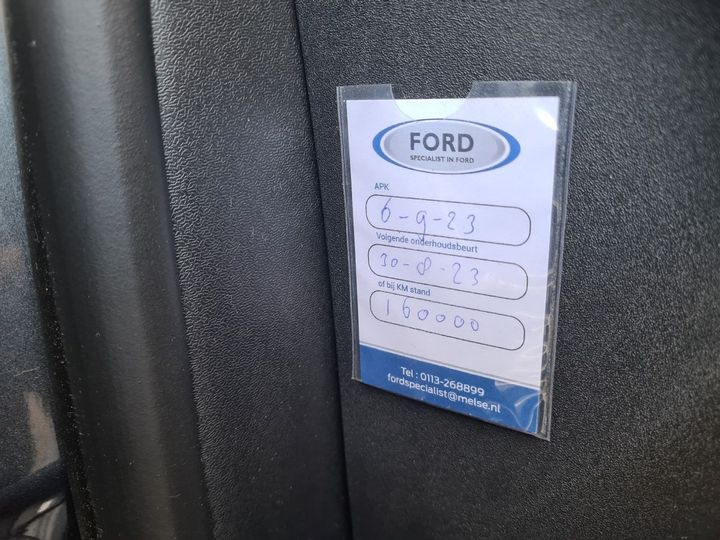 FORD
SPECIALIST IN FORD
APK
6-9-23
Volgende onderhoudsbeurt
30-8-23
of bij KM stand
160000
Tel : 0113-268899
fordspecialist@melse.nl